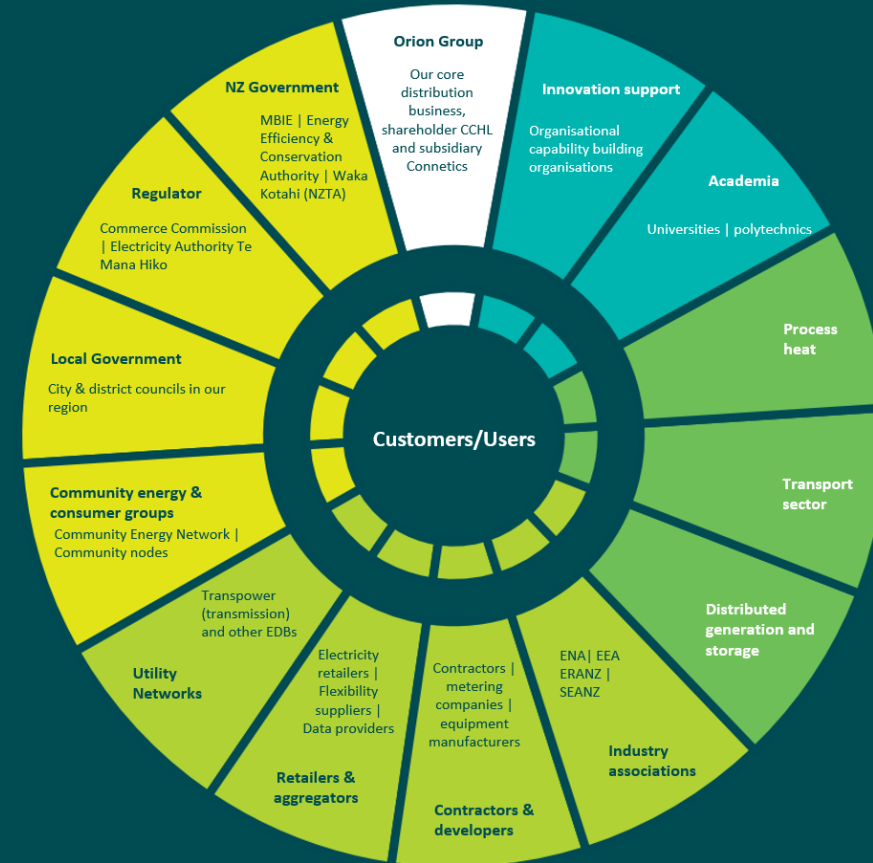 Orion Group
Our core
distribution
business,
shareholder CCHL
and subsidiary
Connetics
Innovation support
Organisational
capability building
organisations
Academia
Universities | polytechnics
Process
heat
Transport
sector
Distributed
generation and
storage
ENA| EEA
ERANZ |
SEANZ
Industry
associations
Contractors |
metering
companies |
equipment
manufacturers
Contractors &
developers
Electricity
retailers |
Flexibility
suppliers |
Data providers
Retailers &
aggregators
Transpower
(transmission)
and other EDBs
Utility
Networks
Community energy &
consumer groups
Community Energy Network |
Community nodes
Local Government
City & district councils in our
region
Regulator
Commerce Commission
| Electricity Authority Te
Mana Hiko
NZ Government
MBIE | Energy
Efficiency &
Conservation
Authority | Waka
Kotahi (NZTA)
Customers/Users